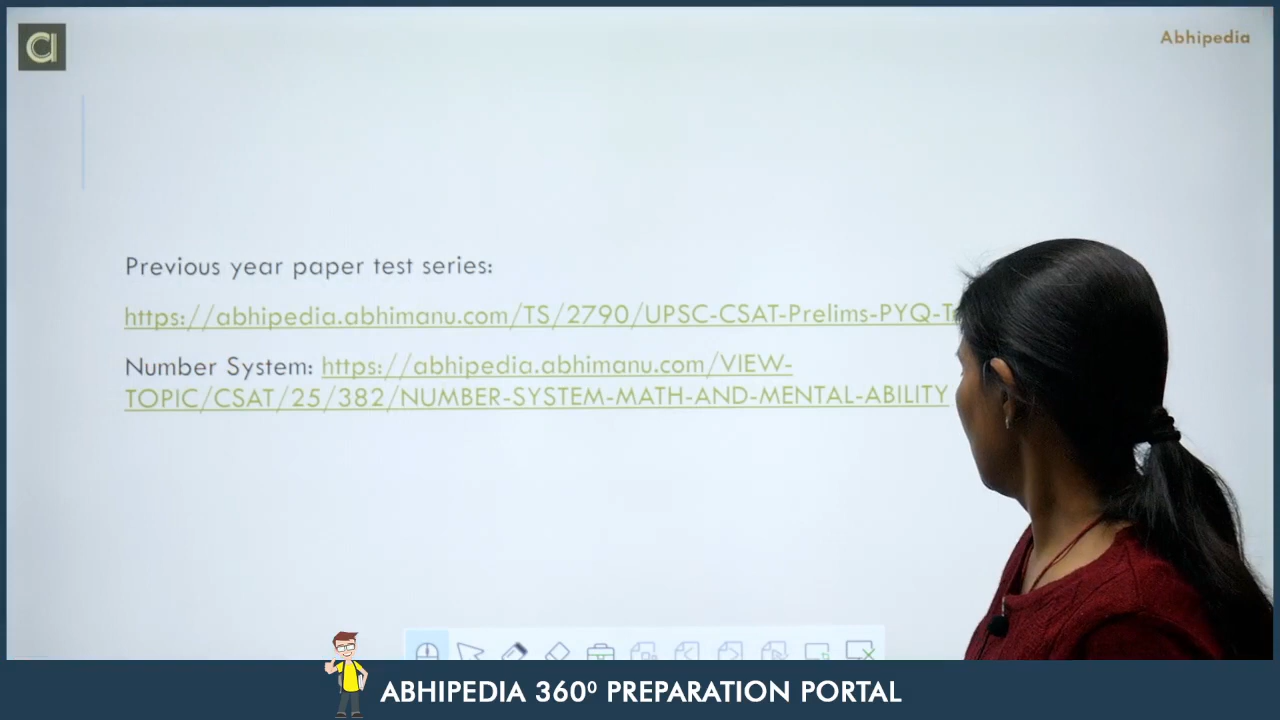 Abhipedia
Previous year paper test series:
https://abhipedia.abhimanu.com/TS/2790/UPSC-CSAT-Prelims-PYQ-T
Number System: https://abhipedia.abhimanu.com/VIEW-
TOPIC/CSAT/25/382/NUMBER-SYSTEM-MATH-AND-MENTAL-ABILITY
ABHIPEDIA 360⁰ PREPARATION PORTAL